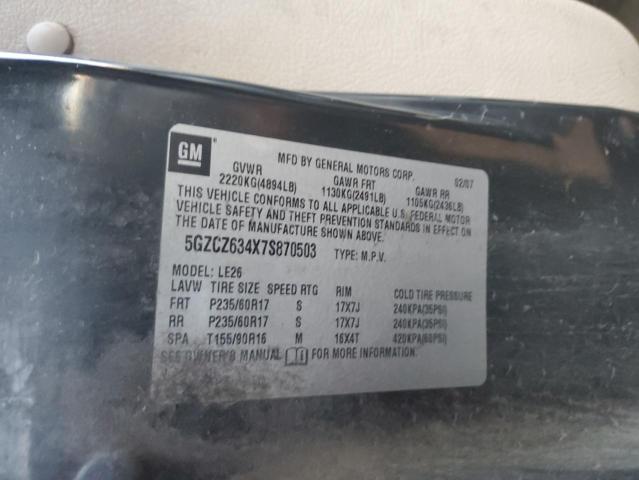 GM
MFD BY GENERAL MOTORS CORP. 02/07
GVWR GAWR FRT GAWR RR
2220KG(4894LB) 1130KG(2491LB) 1105KG(2436LB)
THIS VEHICLE CONFORMS TO ALL APPLICABLE U.S. FEDERAL MOTOR
VEHICLE SAFETY AND THEFT PREVENTION STANDARDS IN EFFECT ON
THE DATE OF MANUFACTURE SHOWN ABOVE.
5GZCZ634X7S870503 TYPE: M.P.V.
MODEL: LE26
LAVW TIRE SIZE SPEED RTG RIM COLD TIRE PRESSURE
FRT P235/60R17 S 17X7J 240KPA(35PSI)
RR P235/60R17 S 17X7J 240KPA(35PSI)
SPA T155/90R16 M 16X4T 420KPA(60PSI)
SEE OWNER'S MANUAL FOR MORE INFORMATION.